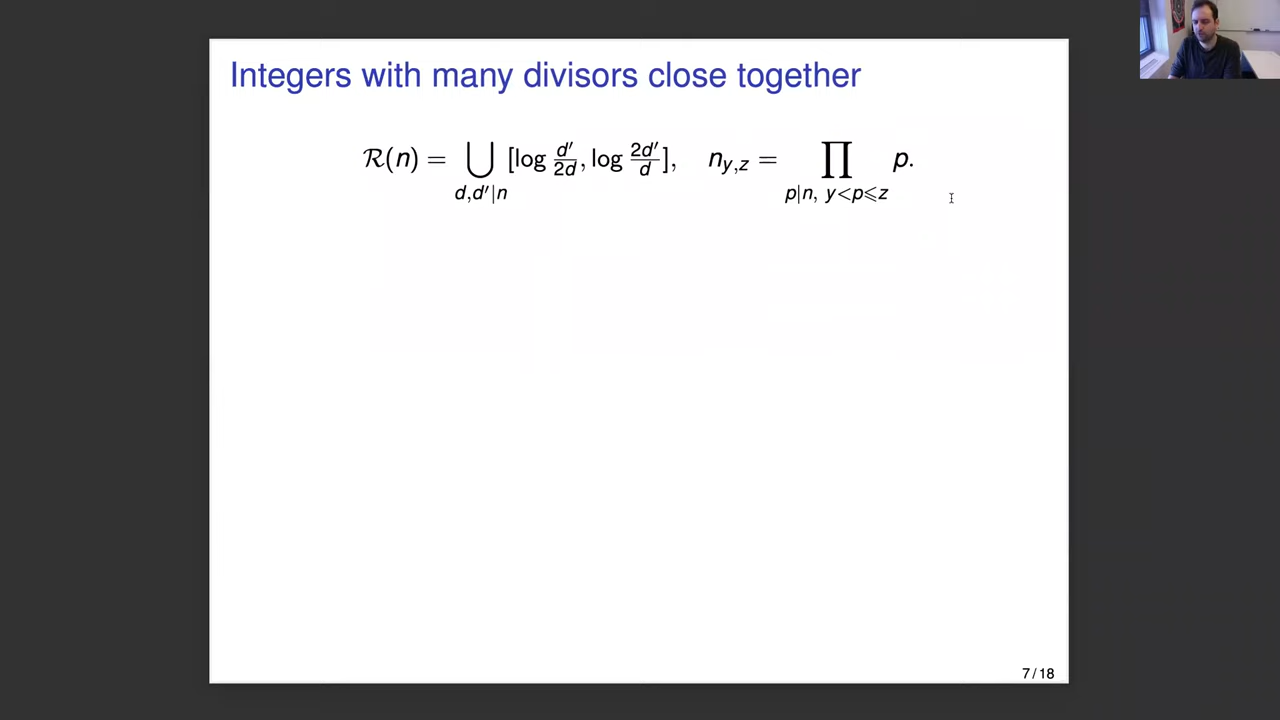 Integers with many divisors close together
ℛ(n) = ⋃_{d,d′|n} [log d′/2d, log 2d′/d], n_{y,z} = ∏_{p|n, y<p⩽z} p.
7 / 18